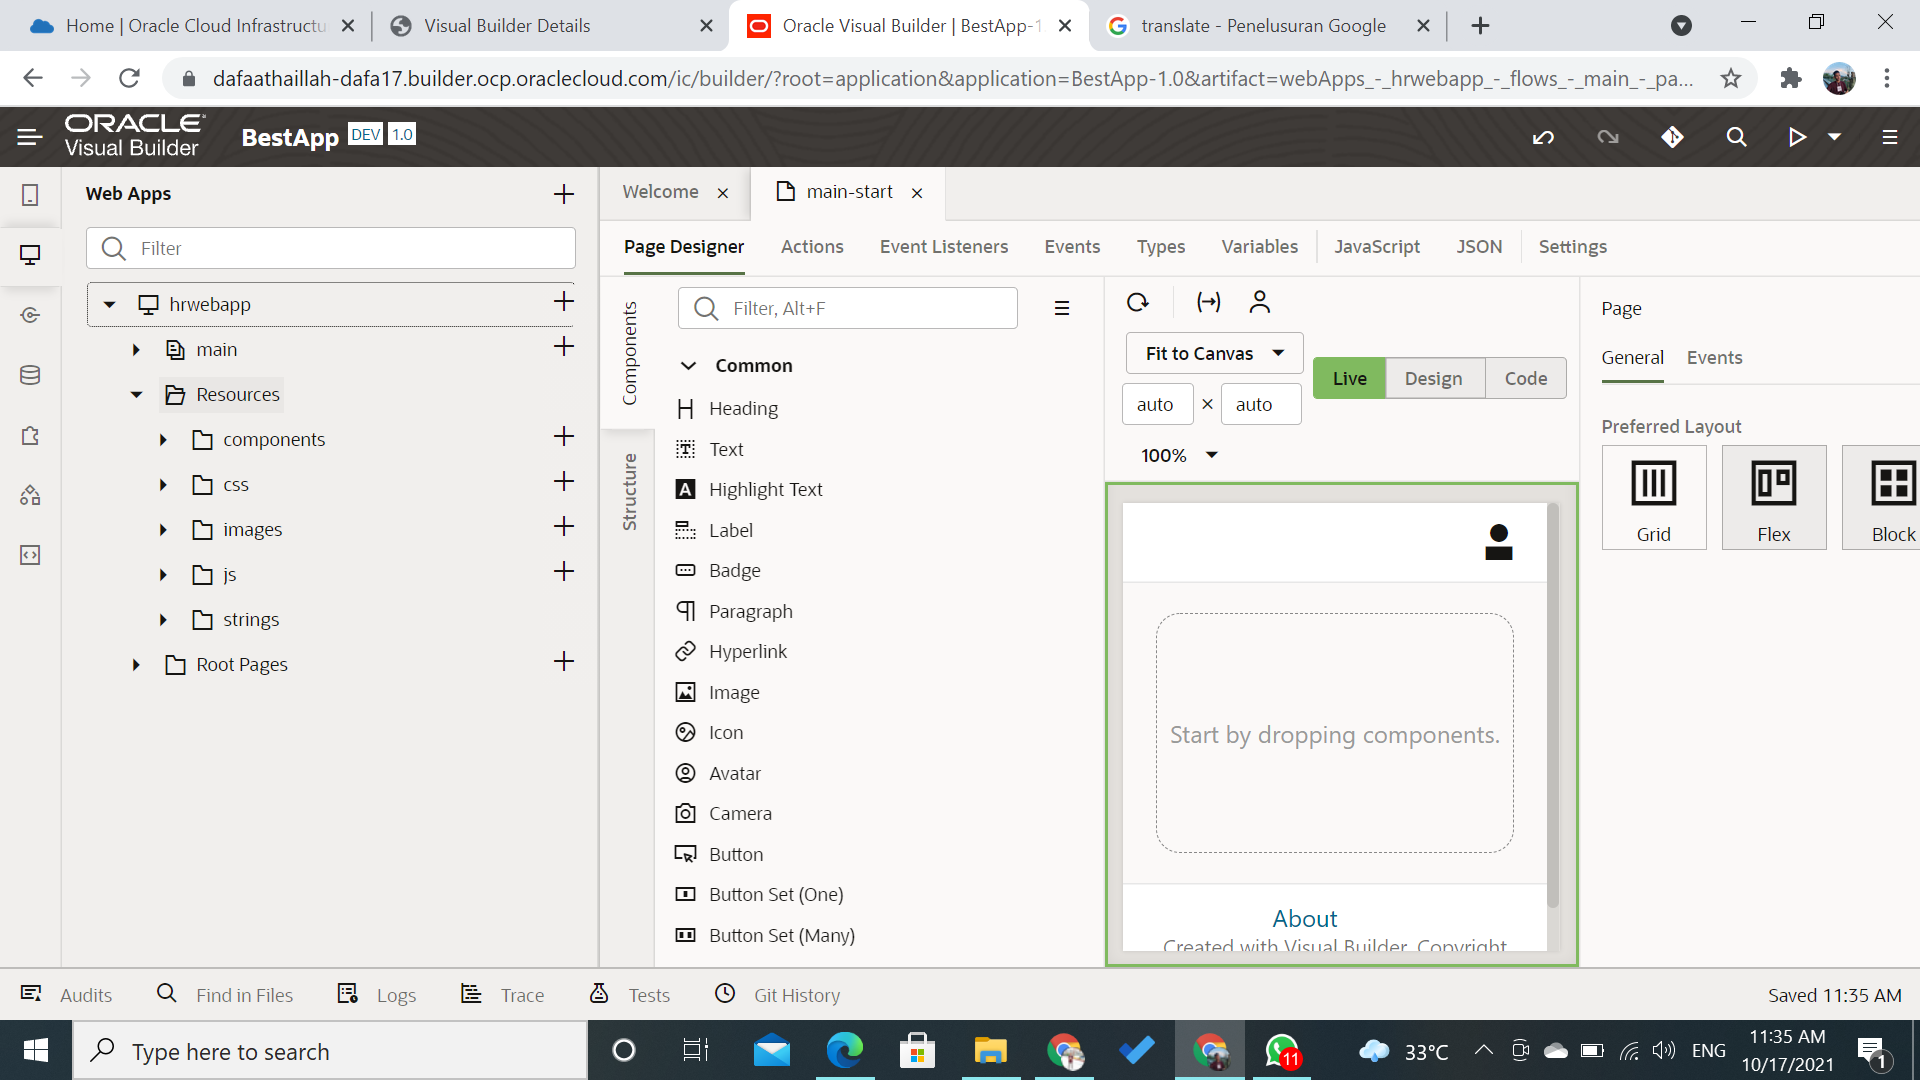 Home | Oracle Cloud Infrastructu
Visual Builder Details
Oracle Visual Builder | BestApp-1
translate - Penelusuran Google
dafaathaillah-dafa17.builder.ocp.oraclecloud.com/ic/builder/?root=application&application=BestApp-1.0&artifact=webApps_-_hrwebapp_-_flows_-_main_-_pa...
ORACLE
Visual Builder
BestApp DEV 1.0
Web Apps
Filter
hrwebapp
main
Resources
components
css
images
js
strings
Root Pages
Welcome
main-start
Page Designer
Actions
Event Listeners
Events
Types
Variables
JavaScript
JSON
Settings
Components
Structure
Filter, Alt+F
Common
Heading
Text
Highlight Text
Label
Badge
Paragraph
Hyperlink
Image
Icon
Avatar
Camera
Button
Button Set (One)
Button Set (Many)
Fit to Canvas
auto × auto
Live
Design
Code
100%
Start by dropping components.
About
Created with Visual Builder. Copyright
Page
General
Events
Preferred Layout
Grid
Flex
Block
Audits
Find in Files
Logs
Trace
Tests
Git History
Saved 11:35 AM
Type here to search
11
33°C
ENG
11:35 AM
10/17/2021
1